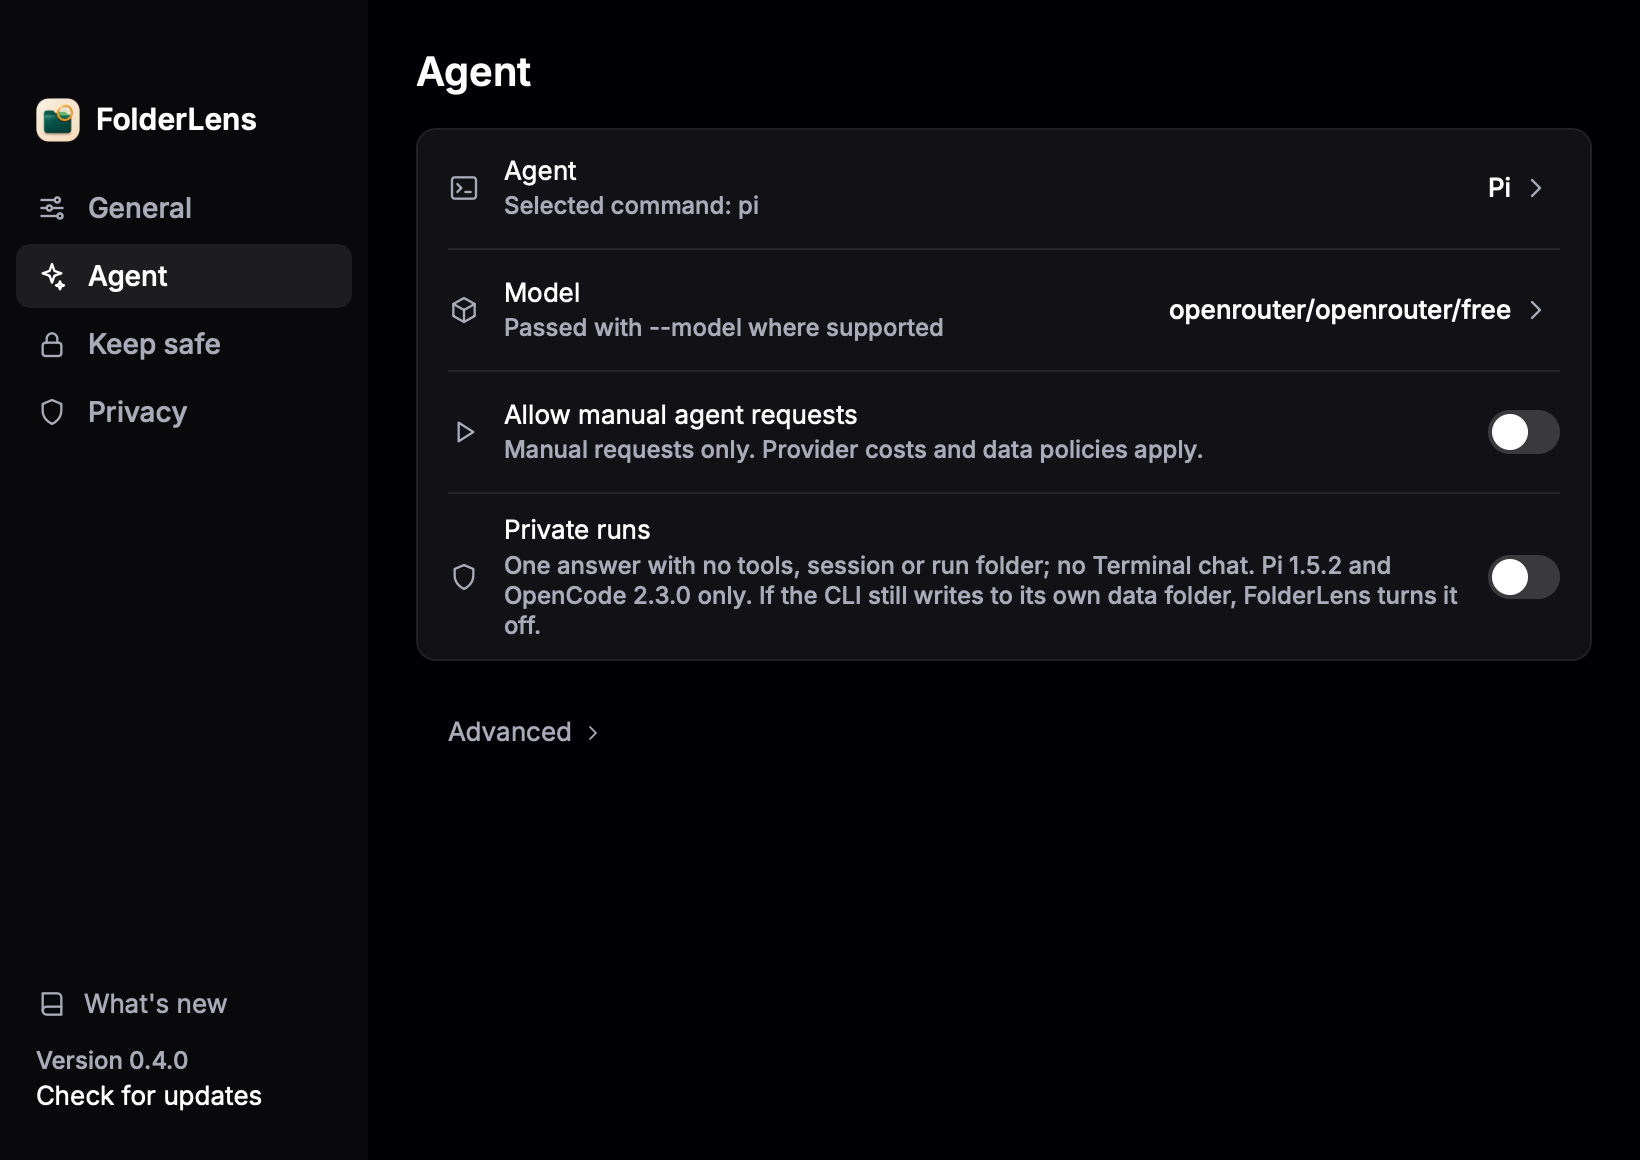 FolderLens
General
Agent
Keep safe
Privacy
What's new
Version 0.4.0
Check for updates
Agent
Agent
Selected command: pi
Pi
Model
Passed with --model where supported
openrouter/openrouter/free
Allow manual agent requests
Manual requests only. Provider costs and data policies apply.
Private runs
One answer with no tools, session or run folder; no Terminal chat. Pi 1.5.2 and
OpenCode 2.3.0 only. If the CLI still writes to its own data folder, FolderLens turns it
off.
Advanced